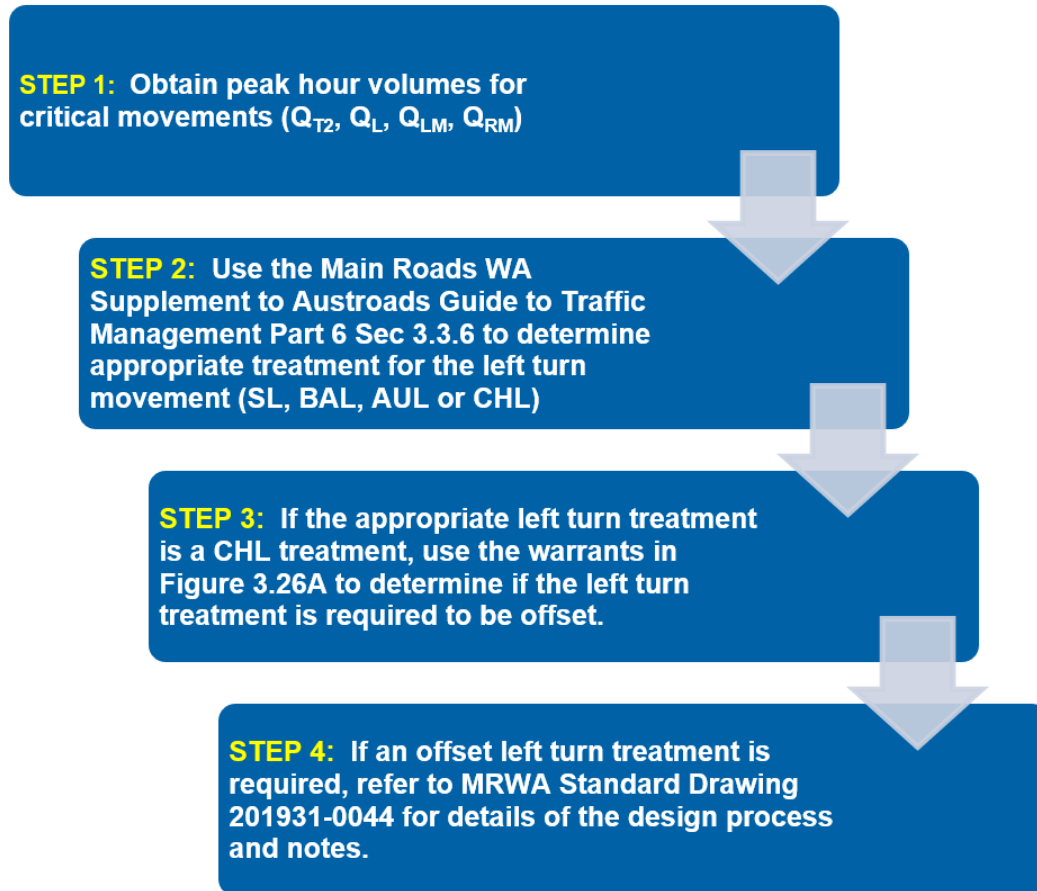 STEP 1: Obtain peak hour volumes for
critical movements (QT2, QL, QLM, QRM)
STEP 2: Use the Main Roads WA
Supplement to Austroads Guide to Traffic
Management Part 6 Sec 3.3.6 to determine
appropriate treatment for the left turn
movement (SL, BAL, AUL or CHL)
STEP 3: If the appropriate left turn treatment
is a CHL treatment, use the warrants in
Figure 3.26A to determine if the left turn
treatment is required to be offset.
STEP 4: If an offset left turn treatment is
required, refer to MRWA Standard Drawing
201931-0044 for details of the design process
and notes.